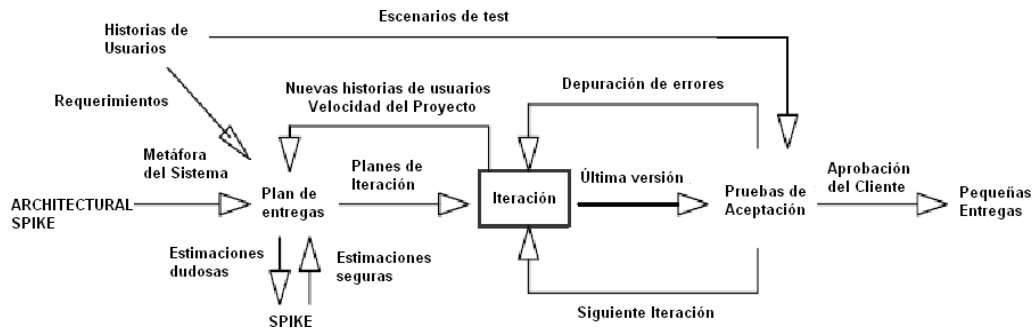 Escenarios de test
Historias de
Usuarios
Requerimientos
Nuevas historias de usuarios
Velocidad del Proyecto
Depuración de errores
Metáfora
del Sistema
Planes de
Iteración
Aprobación
del Cliente
ARCHITECTURAL
SPIKE
Plan de
entregas
Iteración
Última versión
Pruebas de
Aceptación
Pequeñas
Entregas
Estimaciones
dudosas
Estimaciones
seguras
SPIKE
Siguiente Iteración